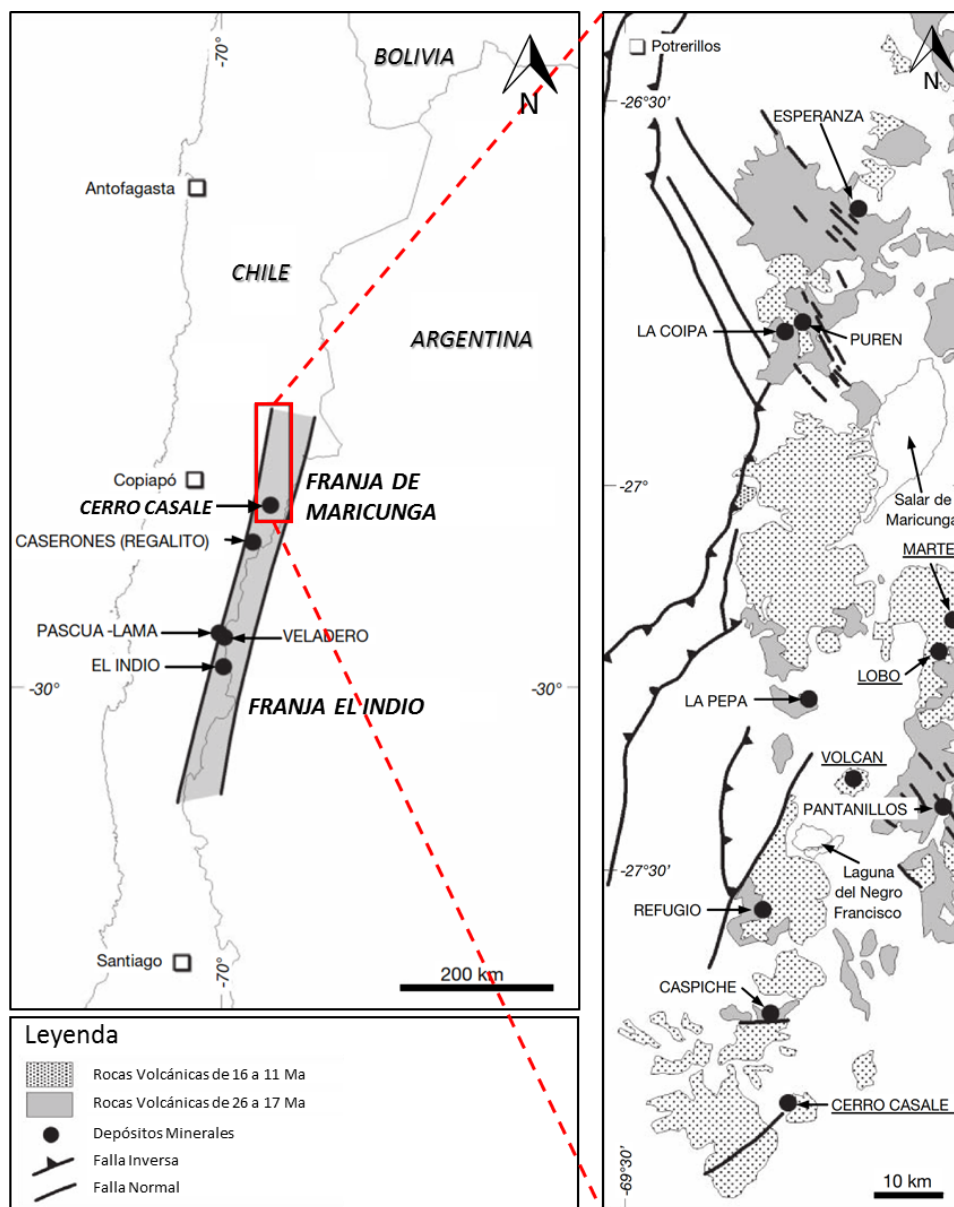 -70°
BOLIVIA
N
Antofagasta
CHILE
ARGENTINA
Copiapó
FRANJA DE
MARICUNGA
CERRO CASALE
CASERONES (REGALITO)
PASCUA -LAMA
VELADERO
EL INDIO
-30°
-30°
FRANJA EL INDIO
Santiago
-70°
200 km
Leyenda
Rocas Volcánicas de 16 a 11 Ma
Rocas Volcánicas de 26 a 17 Ma
Depósitos Minerales
Falla Inversa
Falla Normal
Potrerillos
N
-26°30’
ESPERANZA
LA COIPA
PUREN
-27°
Salar de
Maricunga
MARTE
LOBO
LA PEPA
VOLCAN
PANTANILLOS
-27°30’
Laguna
del Negro
Francisco
REFUGIO
CASPICHE
CERRO CASALE
-69°30’
10 km